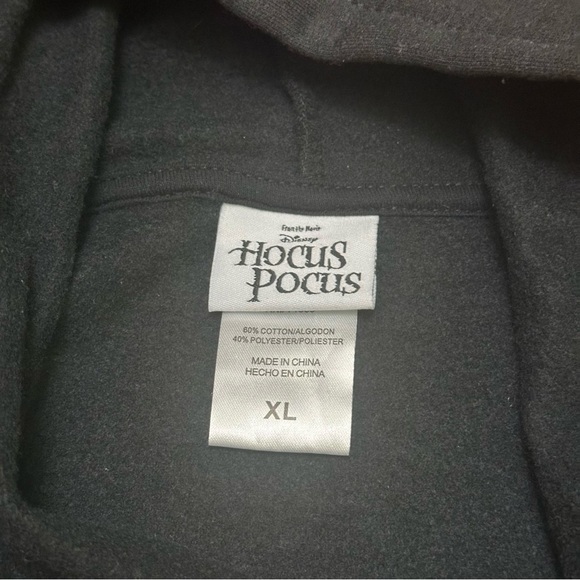 From the Movie
Disney
HOCUS
POCUS
60% COTTON/ALGODON
40% POLYESTER/POLIESTER
MADE IN CHINA
HECHO EN CHINA
XL